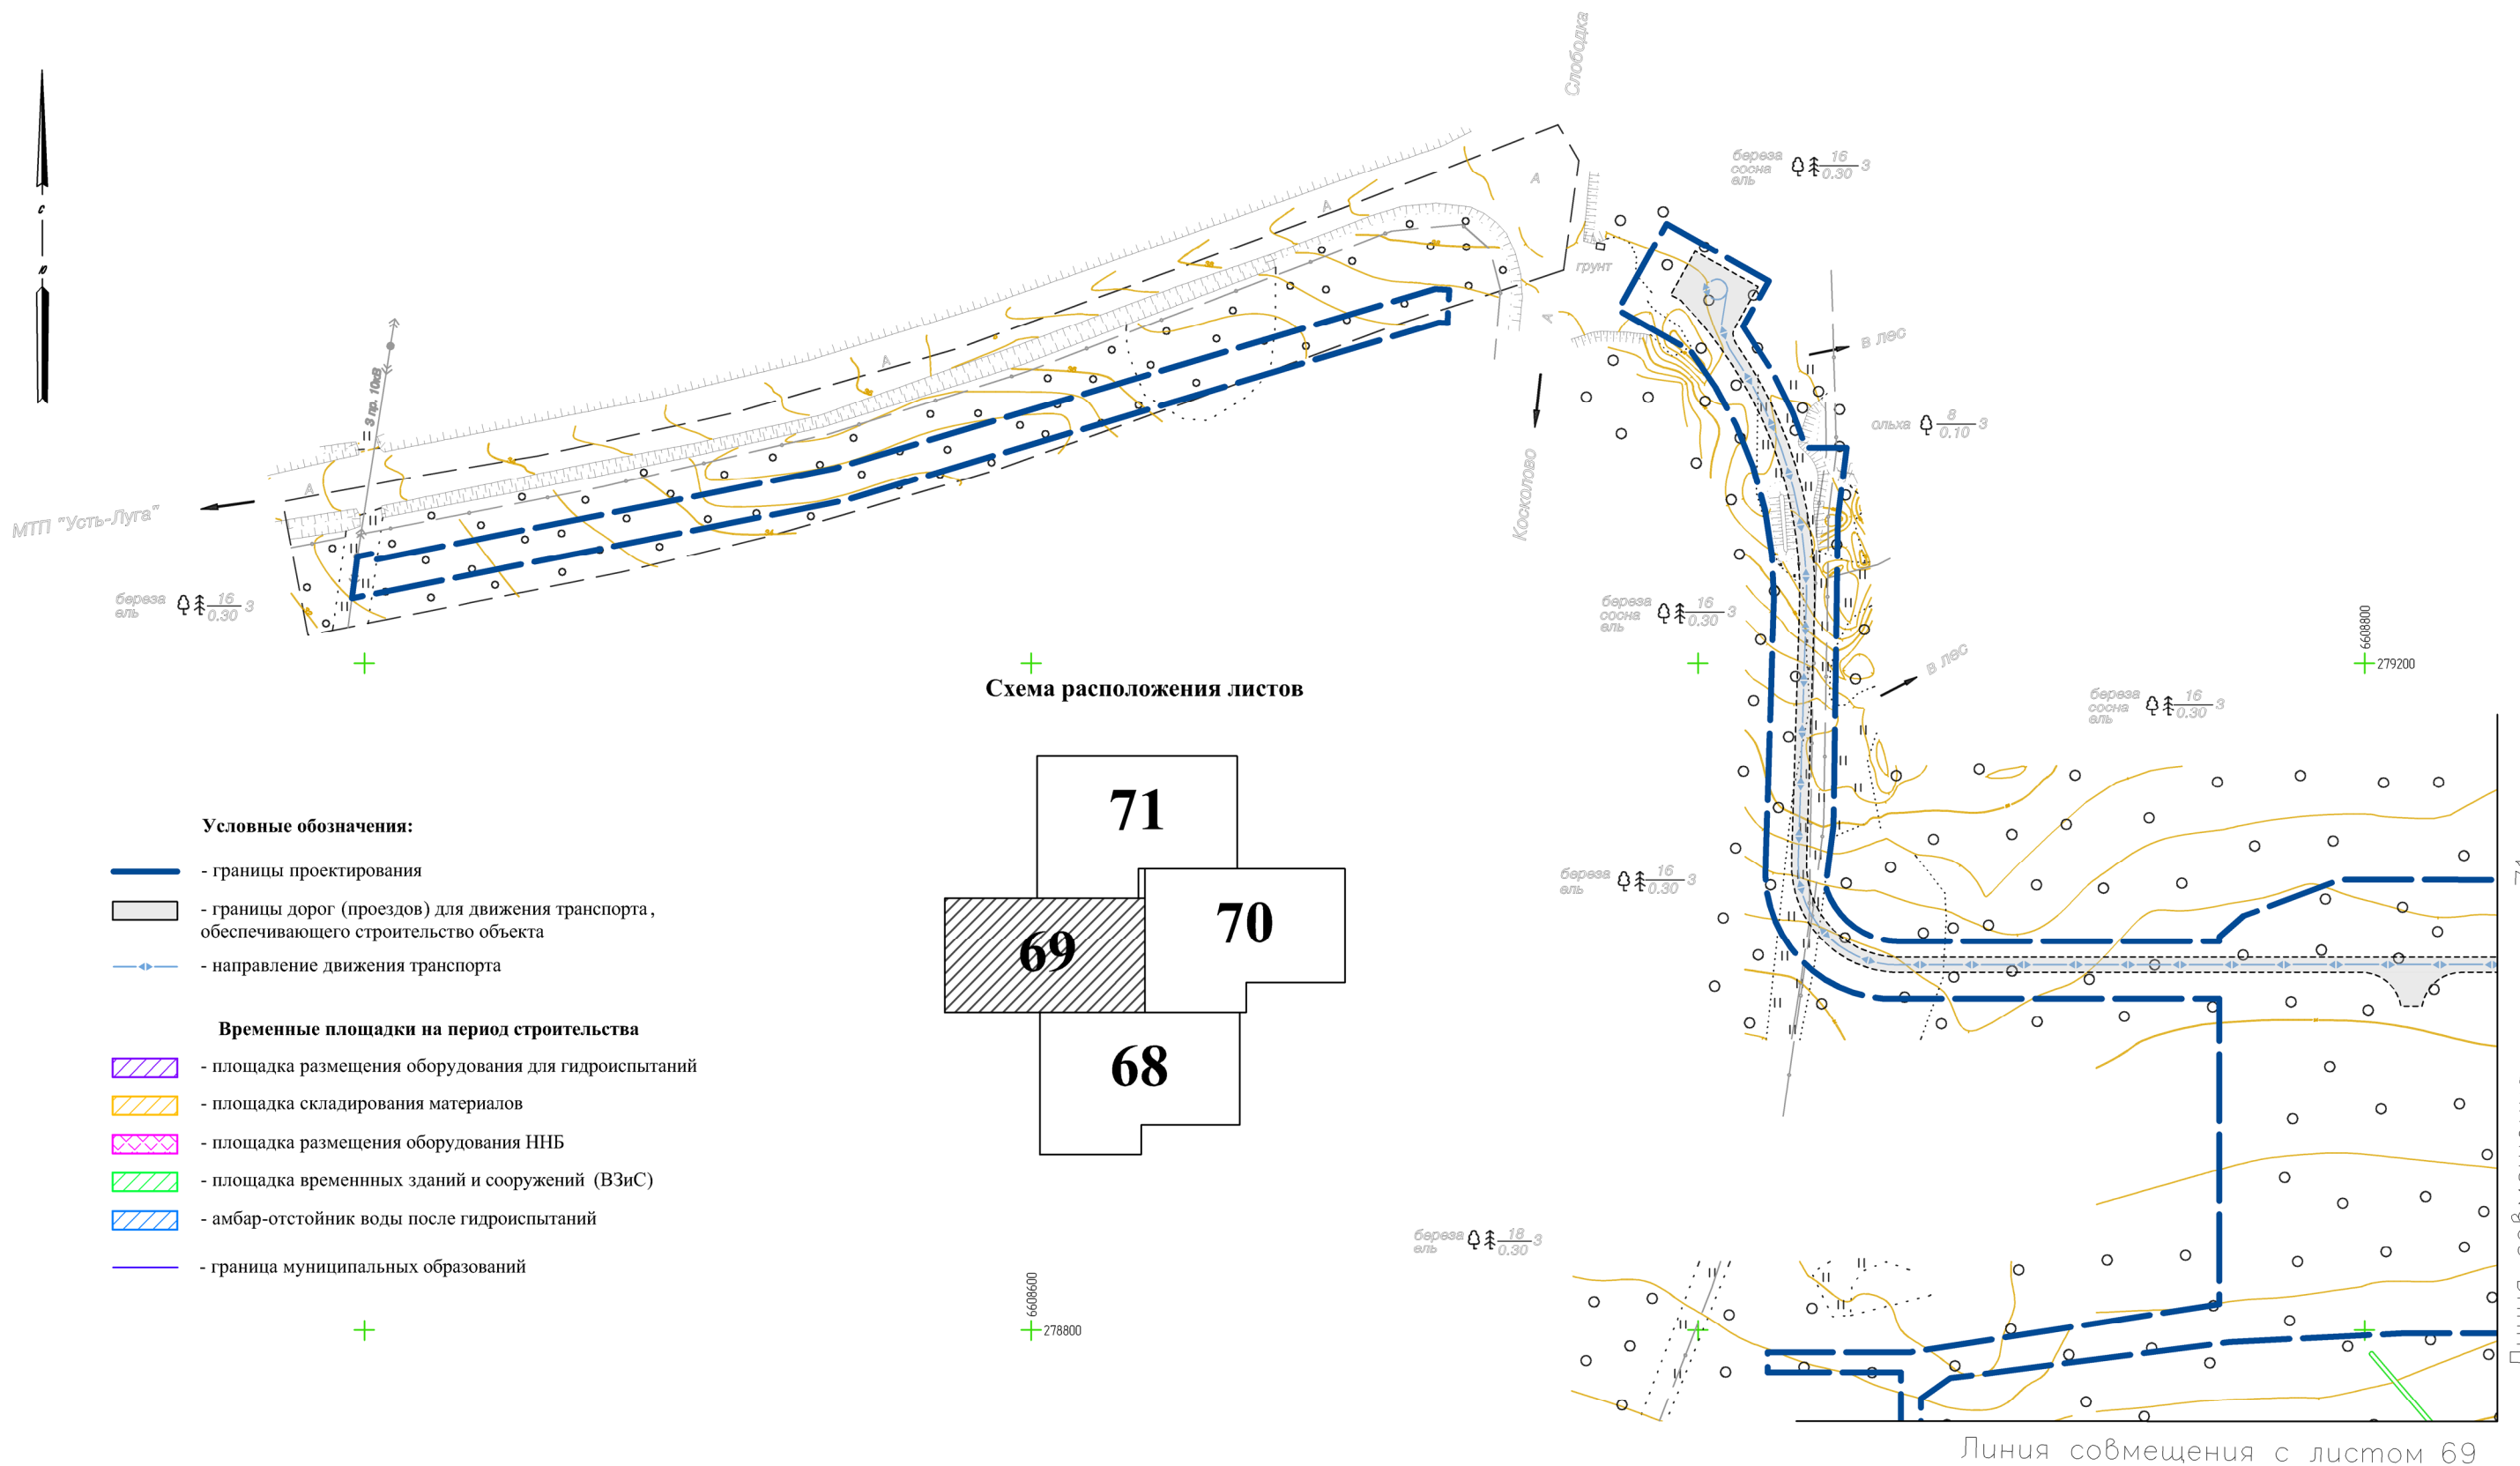 Слободка
береза
сосна
ель
16
0.30
3
с
ю
А
А
А
А
А
грунт
3 пр. 10кВ
в лес
ольха
8
0.10
3
МТП "Усть-Луга"
Косколово
береза
ель
16
0.30
3
береза
сосна
ель
16
0.30
3
6608800
279200
в лес
Схема расположения листов
береза
сосна
ель
16
0.30
3
71
70
69
68
Условные обозначения:
- границы проектирования
- границы дорог (проездов) для движения транспорта,
обеспечивающего строительство объекта
- направление движения транспорта
береза
ель
16
0.30
3
Временные площадки на период строительства
- площадка размещения оборудования для гидроиспытаний
- площадка складирования материалов
- площадка размещения оборудования ННБ
- площадка временнных зданий и сооружений (ВЗиС)
- амбар-отстойник воды после гидроиспытаний
- граница муниципальных образований
береза
ель
18
0.30
3
6608600
278800
Линия совмещения с листом 69